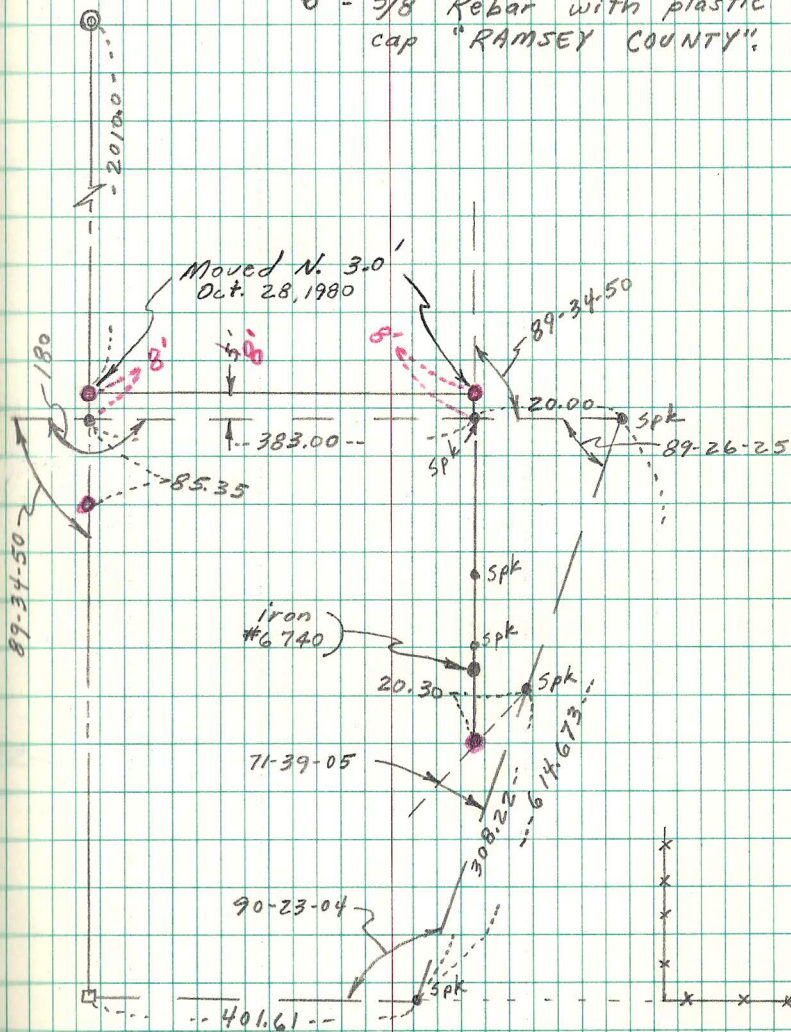 5/8 Rebar with plastic
cap "RAMSEY COUNTY".
2010.0
Moved N. 3.0'
Oct. 28, 1980
89-34-50
180
8'
8'
20.00
spk
383.00
spk
89-26-25
85.35
89-34-50
spk
iron
#6740
spk
20.30
spk
71-39-05
614.673
308.22
90-23-04
spk
401.61